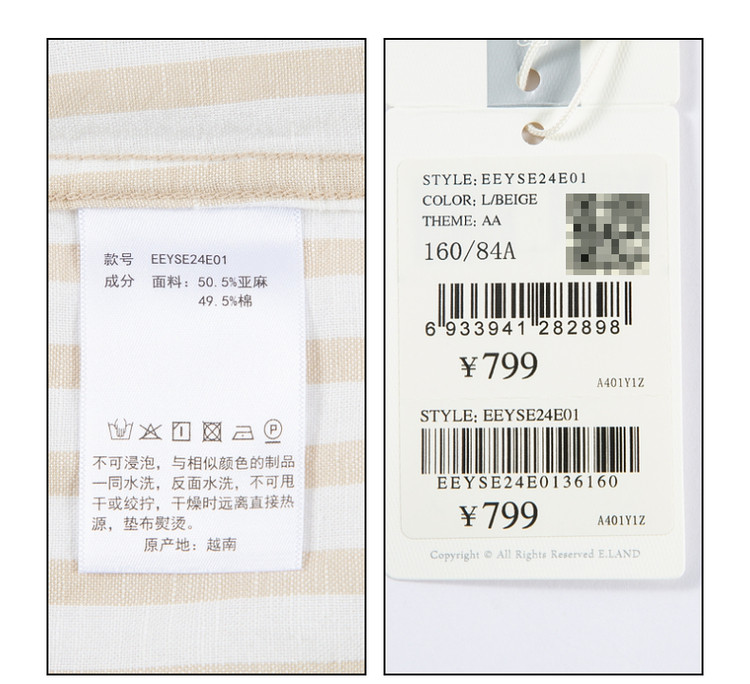 款号 EEYSE24E01
成分 面料：50.5%亚麻
49.5%棉
不可浸泡，与相似颜色的制品
一同水洗，反面水洗，不可甩
干或绞拧，干燥时远离直接热
源，垫布熨烫。
原产地：越南
STYLE: EEYSE24E01
COLOR: L/BEIGE
THEME: AA
160/84A
6 933941 282898
¥799
A401Y1Z
STYLE: EEYSE24E01
EEYSE24E0136160
¥799
A401Y1Z
Copyright © All Rights Reserved E.LAND